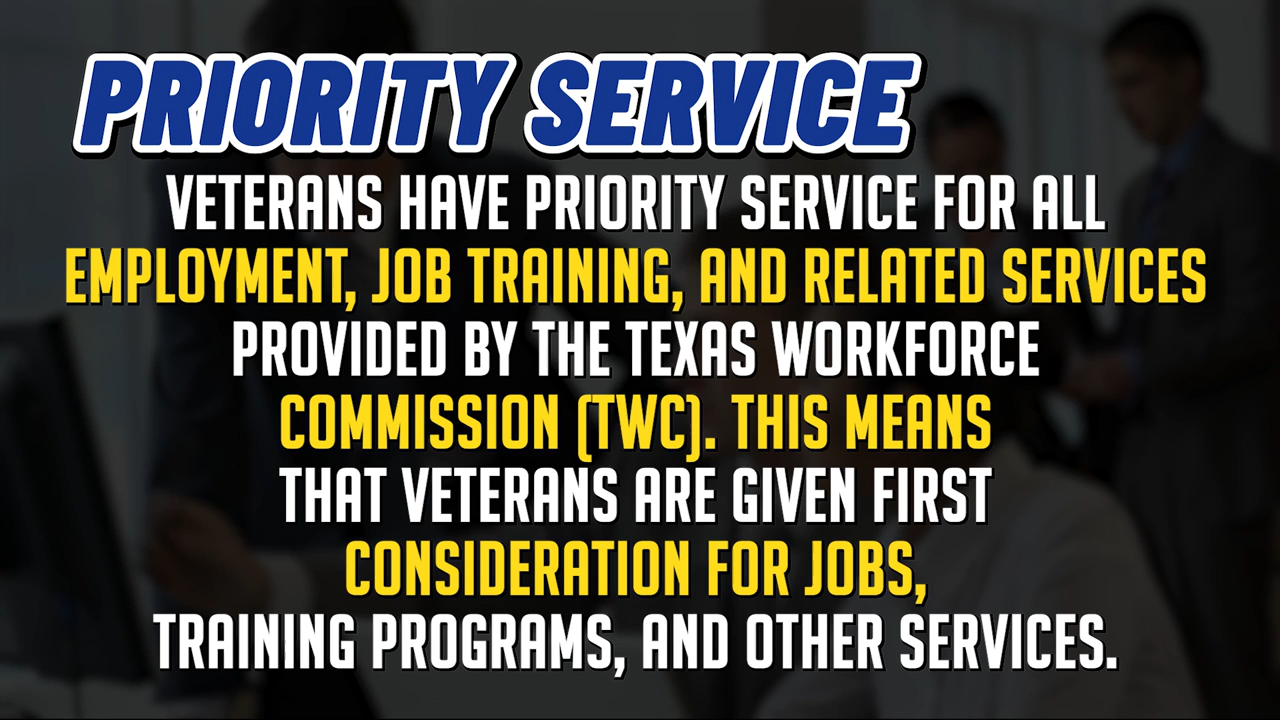 PRIORITY SERVICE
VETERANS HAVE PRIORITY SERVICE FOR ALL
EMPLOYMENT, JOB TRAINING, AND RELATED SERVICES
PROVIDED BY THE TEXAS WORKFORCE
COMMISSION (TWC). THIS MEANS
THAT VETERANS ARE GIVEN FIRST
CONSIDERATION FOR JOBS,
TRAINING PROGRAMS, AND OTHER SERVICES.